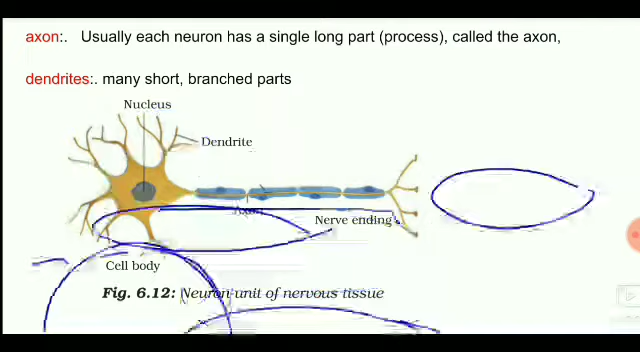 axon:. Usually each neuron has a single long part (process), called the axon,
dendrites:. many short, branched parts
Nucleus
Dendrite
Axon
Nerve ending
Cell body
Fig. 6.12: Neuron-unit of nervous tissue